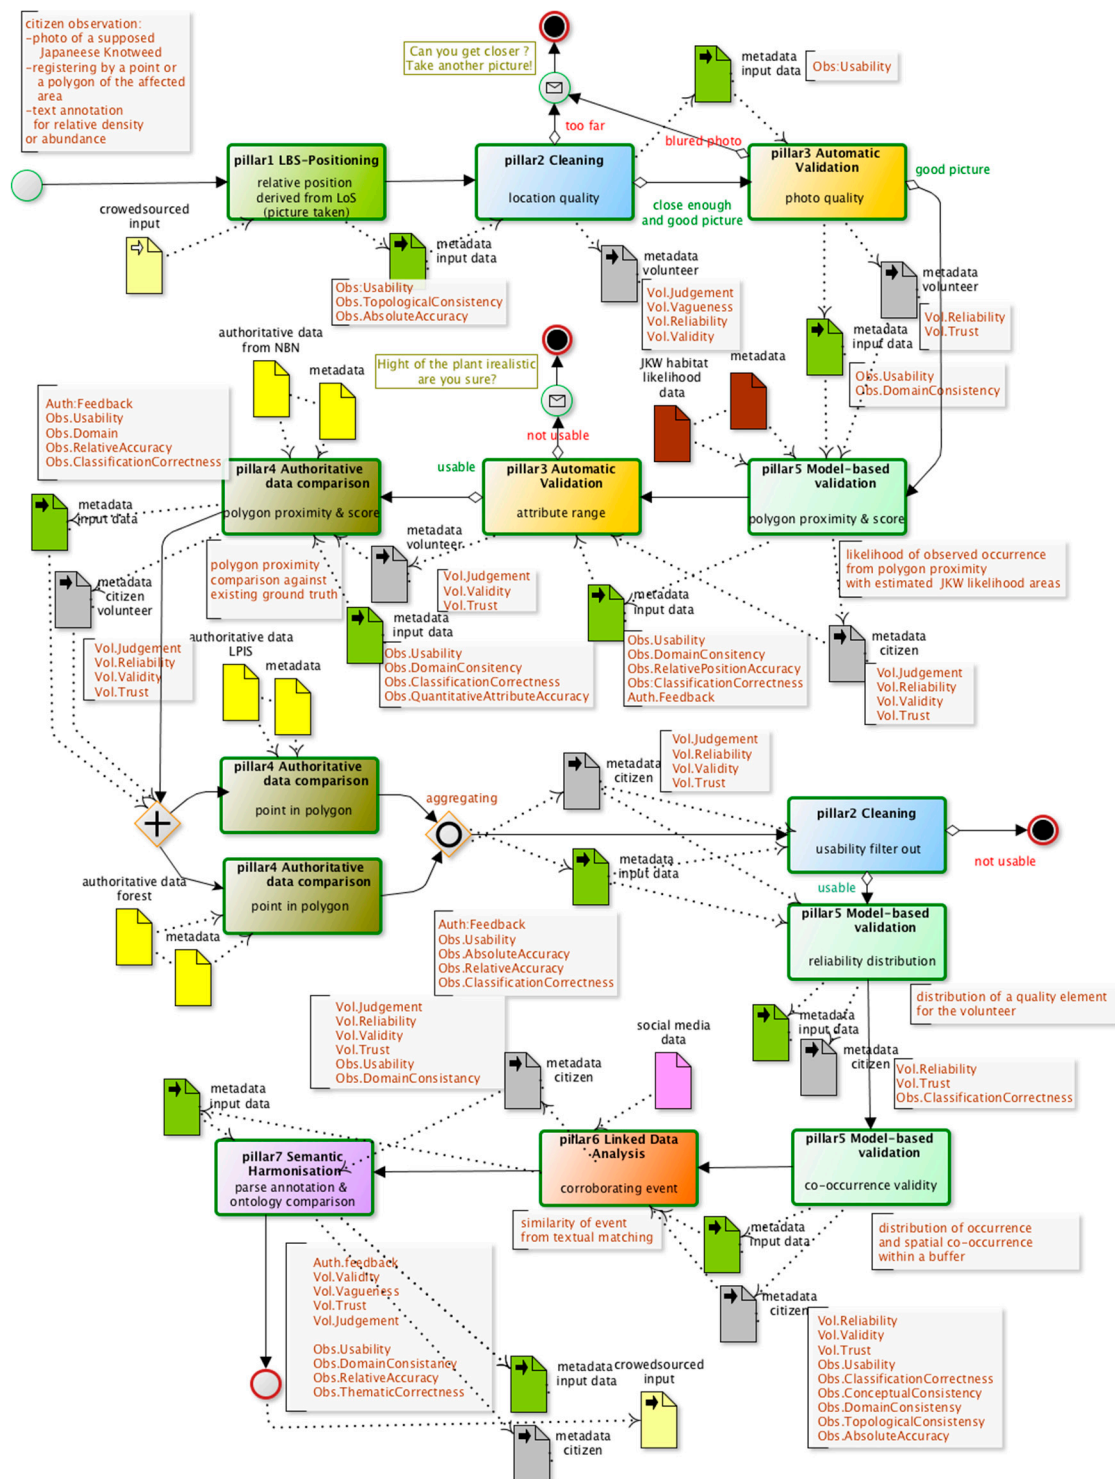 citizen observation:
-photo of a supposed
Japaneese Knotweed
-registering by a point or
a polygon of the affected
area
-text annotation
for relative density
or abundance
Can you get closer ?
Take another picture!
metadata
input data
Obs:Usability
too far
blured photo
pillar1 LBS-Positioning
relative position
derived from LoS
(picture taken)
pillar2 Cleaning
location quality
pillar3 Automatic
Validation
photo quality
good picture
close enough
and good picture
crowedsourced
input
metadata
input data
Obs:Usability
Obs.TopologicalConsistency
Obs.AbsoluteAccuracy
metadata
volunteer
Vol.Judgement
Vol.Vagueness
Vol.Reliability
Vol.Validity
metadata
volunteer
Vol.Reliability
Vol.Trust
metadata
input data
Obs.Usability
Obs.DomainConsistency
authoritative data
from NBN
metadata
Hight of the plant irealistic
are you sure?
JKW habitat
likelihood
data
metadata
Auth:Feedback
Obs.Usability
Obs.Domain
Obs.RelativeAccuracy
Obs.ClassificationCorrectness
not usable
usable
pillar4 Authoritative
data comparison
polygon proximity & score
pillar3 Automatic
Validation
attribute range
pillar5 Model-based
validation
polygon proximity & score
metadata
input data
metadata
citizen
volunteer
polygon proximity
comparison against
existing ground truth
metadata
volunteer
Vol.Judgement
Vol.Validity
Vol.Trust
likelihood of observed occurrence
from polygon proximity
with estimated JKW likelihood areas
metadata
input data
Obs.Usability
Obs.DomainConsitency
Obs.ClassificationCorrectness
Obs.QuantitativeAttributeAccuracy
metadata
input data
Obs.Usability
Obs.DomainConsitency
Obs.RelativePositionAccuracy
Obs:ClassificationCorrectness
Auth.Feedback
metadata
citizen
Vol.Judgement
Vol.Reliability
Vol.Validity
Vol.Trust
Vol.Judgement
Vol.Reliability
Vol.Validity
Vol.Trust
authoritative data
LPIS
metadata
pillar4 Authoritative
data comparison
point in polygon
aggregating
metadata
citizen
Vol.Judgement
Vol.Reliability
Vol.Validity
Vol.Trust
pillar2 Cleaning
usability filter out
not usable
usable
pillar4 Authoritative
data comparison
point in polygon
authoritative data
forest
metadata
metadata
input data
Auth:Feedback
Obs.Usability
Obs.AbsoluteAccuracy
Obs.RelativeAccuracy
Obs.ClassificationCorrectness
pillar5 Model-based
validation
reliability distribution
distribution of a quality element
for the volunteer
metadata
input data
metadata
citizen
Vol.Reliability
Vol.Trust
Obs.ClassificationCorrectness
Vol.Judgement
Vol.Reliability
Vol.Validity
Vol.Trust
Obs.Usability
Obs.DomainConsistancy
metadata
citizen
social media
data
metadata
input data
pillar7 Semantic
Harmonisation
parse annotation &
ontology comparison
pillar6 Linked Data
Analysis
corroborating event
pillar5 Model-based
validation
co-occurrence validity
similarity of event
from textual matching
metadata
input data
distribution of occurrence
and spatial co-occurrence
within a buffer
metadata
citizen
Vol.Reliability
Vol.Validity
Vol.Trust
Obs.Usability
Obs.ClassificationCorrectness
Obs.ConceptualConsistency
Obs.DomainConsistensy
Obs.TopologicalConsistensy
Obs.AbsoluteAccuracy
Auth.feedback
Vol.Validity
Vol.Vagueness
Vol.Trust
Vol.Judgement
Obs.Usability
Obs.DomainConsistancy
Obs.RelativeAccuracy
Obs.ThematicCorrectness
metadata
input data
crowedsourced
input
metadata
citizen